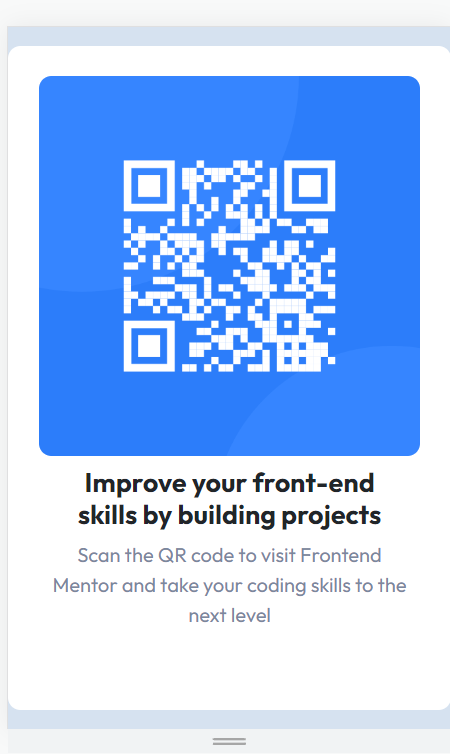 Improve your front-end
skills by building projects
Scan the QR code to visit Frontend
Mentor and take your coding skills to the
next level